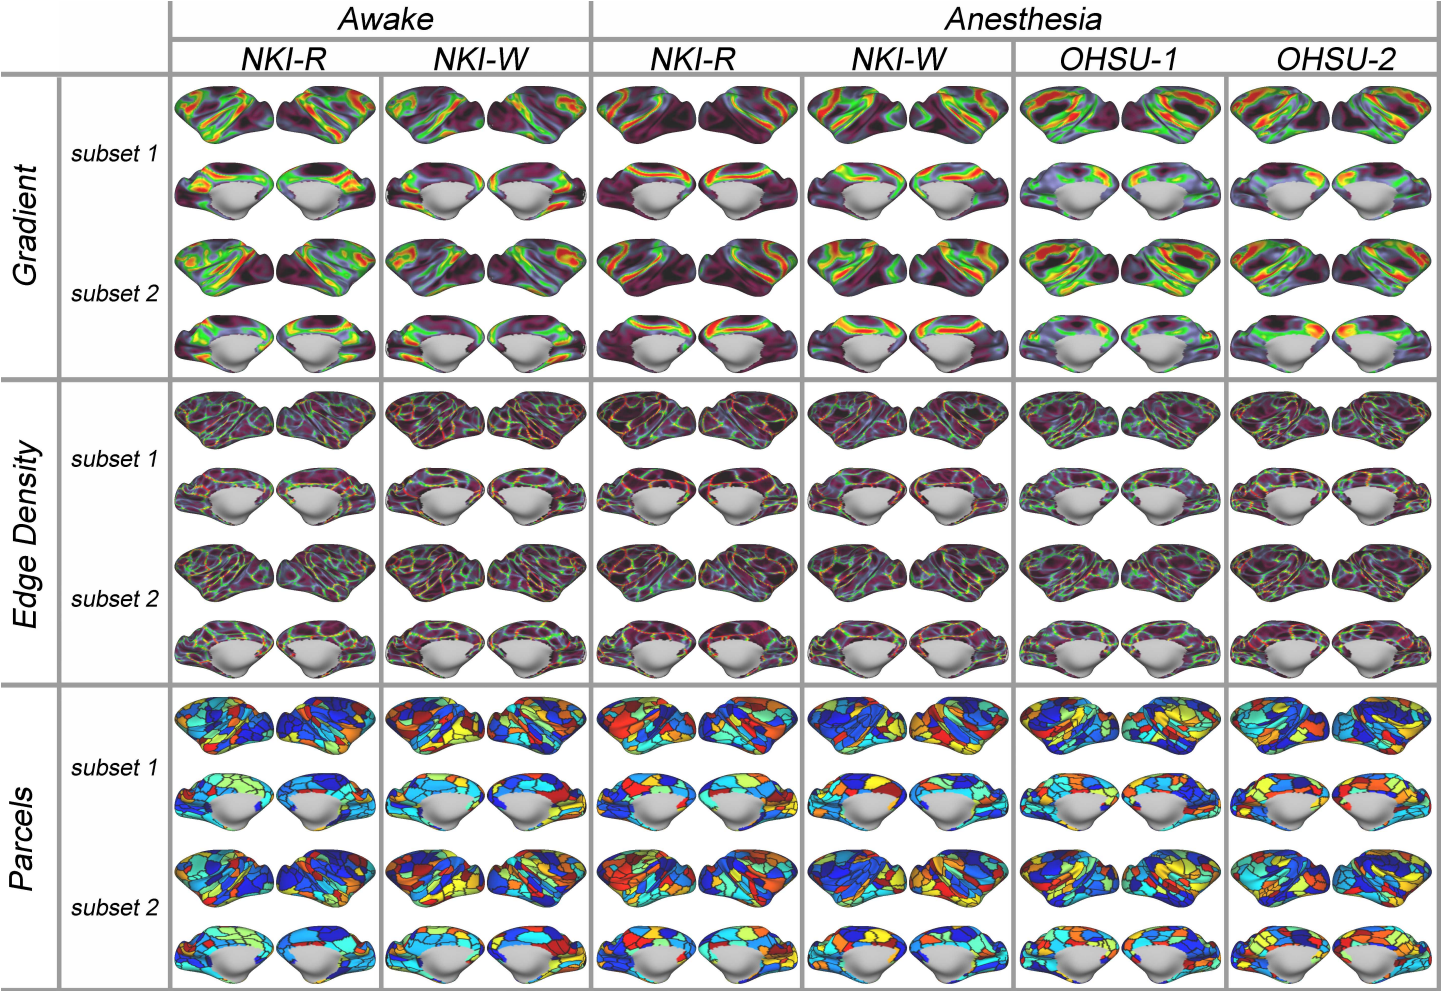 Awake Anesthesia
NKI-R NKI-W NKI-R NKI-W OHSU-1 OHSU-2
Gradient
subset 1
subset 2
Edge Density
subset 1
subset 2
Parcels
subset 1
subset 2